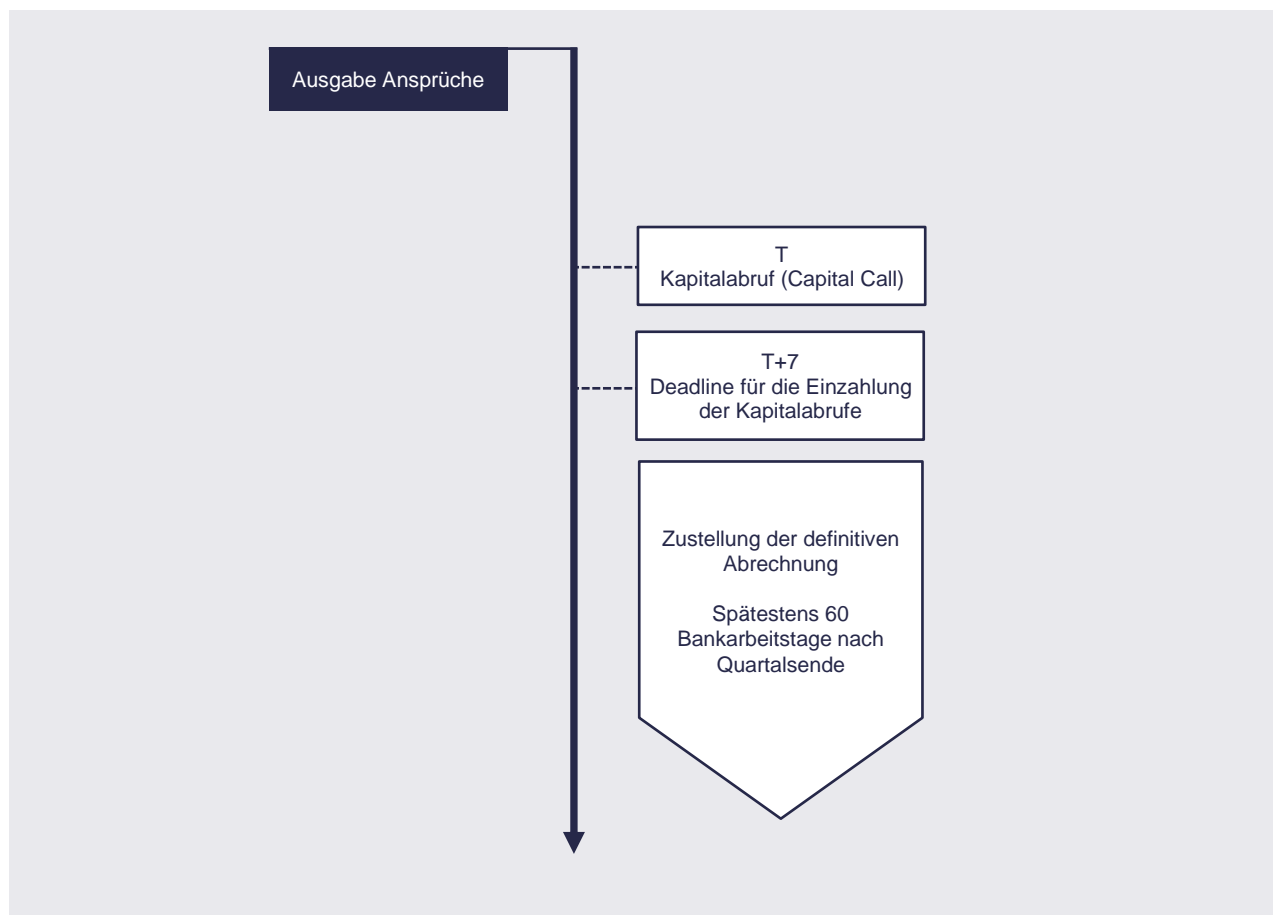 Ausgabe Ansprüche
T
Kapitalabruf (Capital Call)
T+7
Deadline für die Einzahlung
der Kapitalabrufe
Zustellung der definitiven
Abrechnung
Spätestens 60
Bankarbeitstage nach
Quartalsende